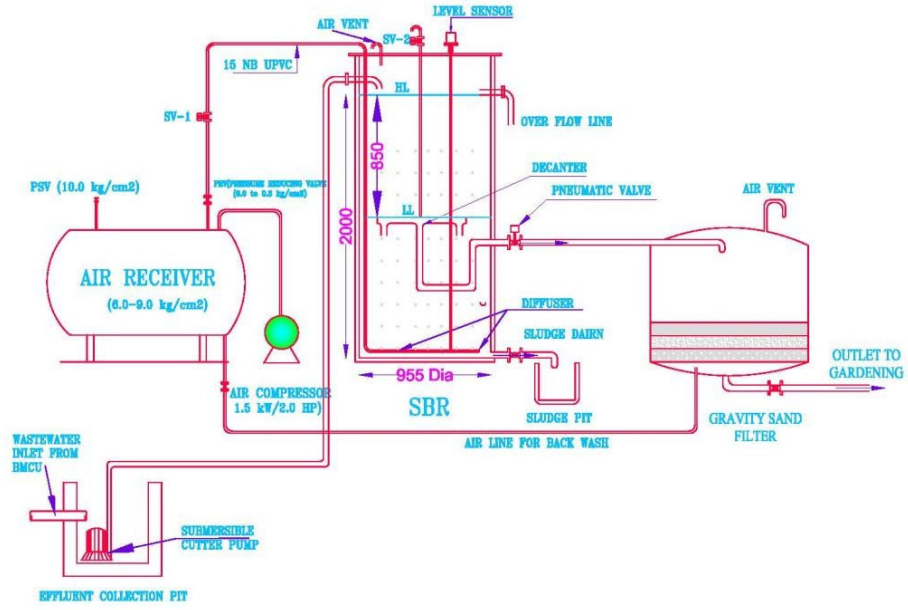 LEVEL SENSOR
AIR VENT
SV-2
15 NB UPVC
HL
SV-1
OVER FLOW LINE
850
PSV (10.0 kg/cm2)
DECANTER
PNEUMATIC VALVE
AIR VENT
LL
2000
AIR RECEIVER
(6.0-9.0 kg/cm2)
DIFFUSER
SLUDGE DAIRN
955 Dia
OUTLET TO
GARDENING
AIR COMPRESSOR
1.5 kW/2.0 HP)
SBR
SLUDGE PIT
GRAVITY SAND
FILTER
AIR LINE FOR BACK WASH
WASTEWATER
INLET FROM
BMCU
SUBMERSIBLE
CUTTER PUMP
EFFLUENT COLLECTION PIT